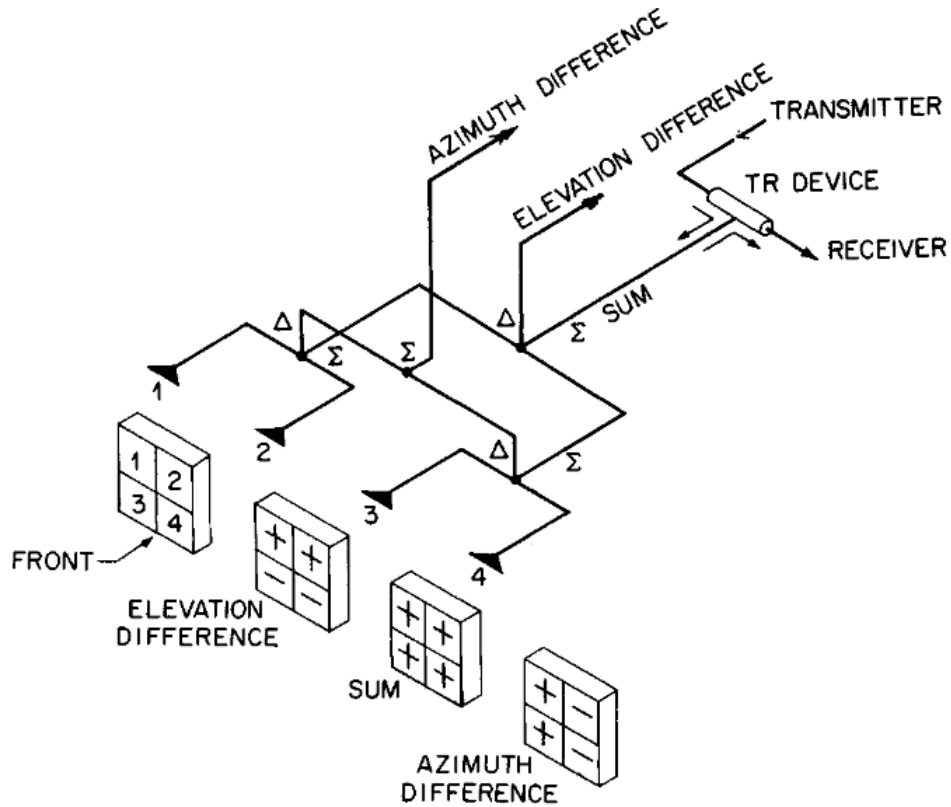 AZIMUTH DIFFERENCE
ELEVATION DIFFERENCE
TRANSMITTER
TR DEVICE
RECEIVER
SUM
Δ
Σ
Δ
Σ
Σ
Δ
Σ
1
2
3
4
1 2
3 4
FRONT
+ +
− −
ELEVATION
DIFFERENCE
+ +
+ +
SUM
+ −
+ −
AZIMUTH
DIFFERENCE